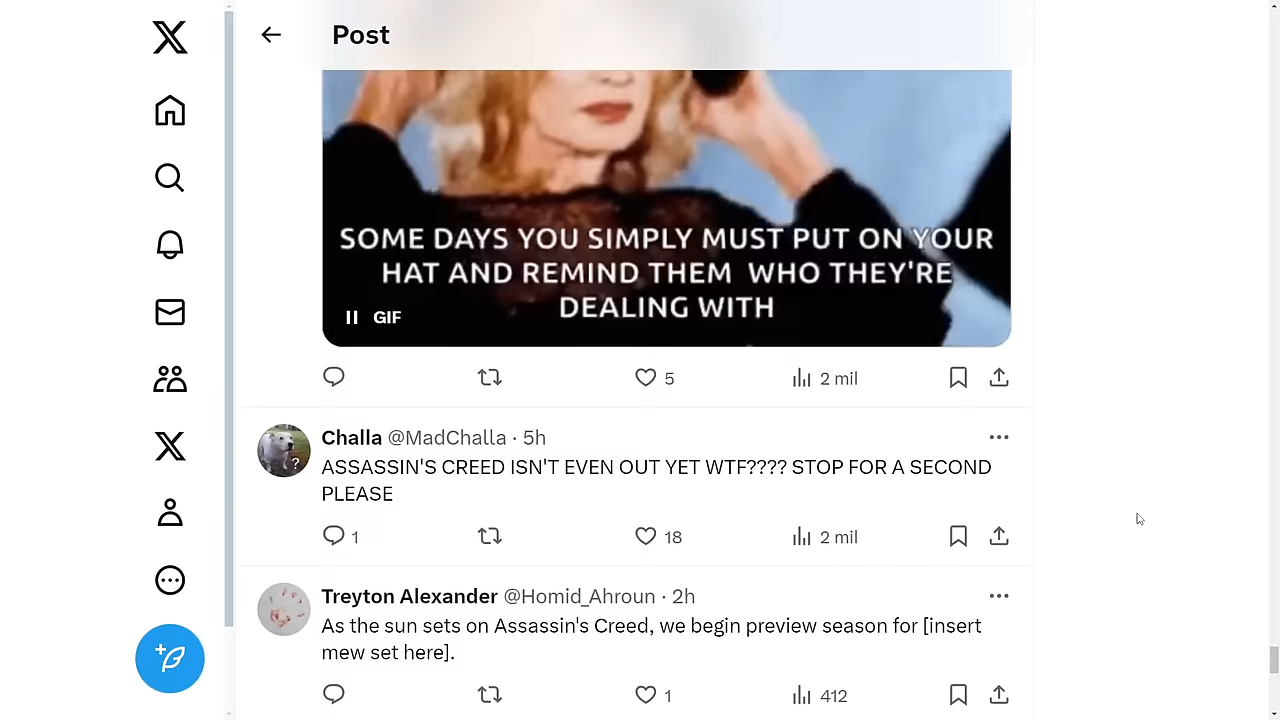 Post
SOME DAYS YOU SIMPLY MUST PUT ON YOUR
HAT AND REMIND THEM WHO THEY'RE
DEALING WITH
GIF
5
2 mil
Challa @MadChalla · 5h
ASSASSIN'S CREED ISN'T EVEN OUT YET WTF???? STOP FOR A SECOND
PLEASE
1
18
2 mil
?
Treyton Alexander @Homid_Ahroun · 2h
As the sun sets on Assassin's Creed, we begin preview season for [insert
mew set here].
1
412